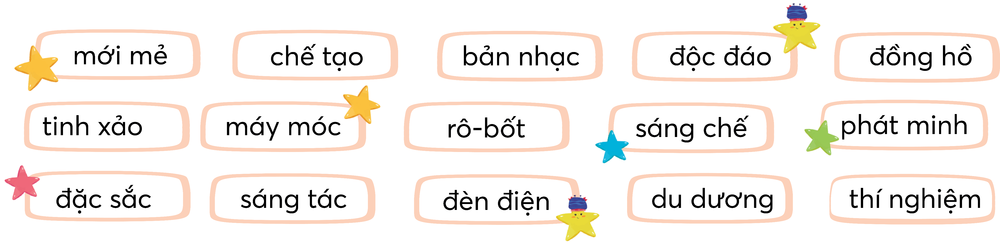 mới mẻ chế tạo bản nhạc độc đáo đồng hồ
tinh xảo máy móc rô-bốt sáng chế phát minh
đặc sắc sáng tác đèn điện du dương thí nghiệm